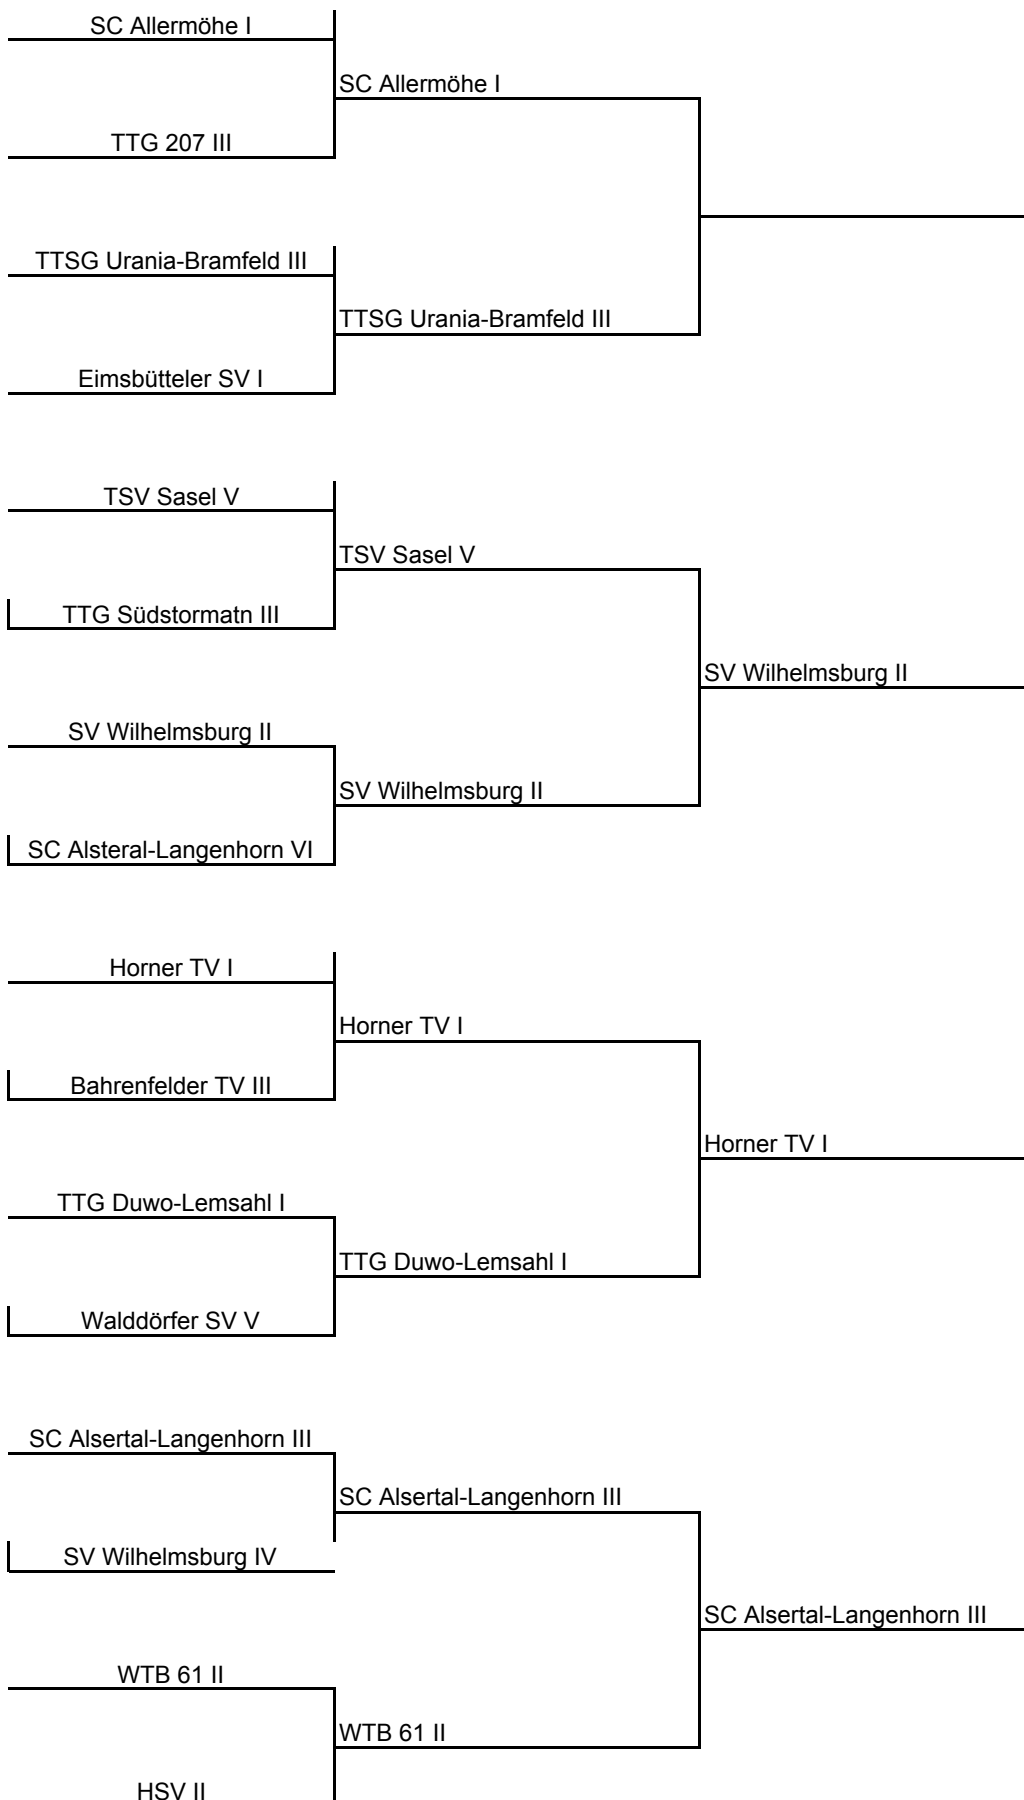 SC Allermöhe I
SC Allermöhe I
TTG 207 III
TTSG Urania-Bramfeld III
TTSG Urania-Bramfeld III
Eimsbütteler SV I
TSV Sasel V
TSV Sasel V
TTG Südstormatn III
SV Wilhelmsburg II
SV Wilhelmsburg II
SV Wilhelmsburg II
SC Alsteral-Langenhorn VI
Horner TV I
Horner TV I
Bahrenfelder TV III
Horner TV I
TTG Duwo-Lemsahl I
TTG Duwo-Lemsahl I
Walddörfer SV V
SC Alsertal-Langenhorn III
SC Alsertal-Langenhorn III
SV Wilhelmsburg IV
SC Alsertal-Langenhorn III
WTB 61 II
WTB 61 II
HSV II